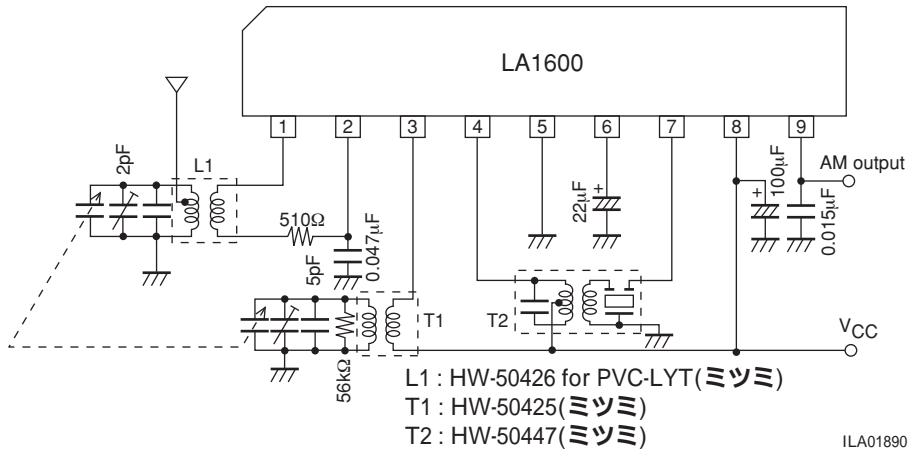 LA1600
1 2 3 4 5 6 7 8 9
2pF
L1
510Ω
0.047μF
5pF
T1
56kΩ
T2
+
22μF
+
100μF
0.015μF
AM output
VCC
L1 : HW-50426 for PVC-LYT(ミツミ)
T1 : HW-50425(ミツミ)
T2 : HW-50447(ミツミ)
ILA01890